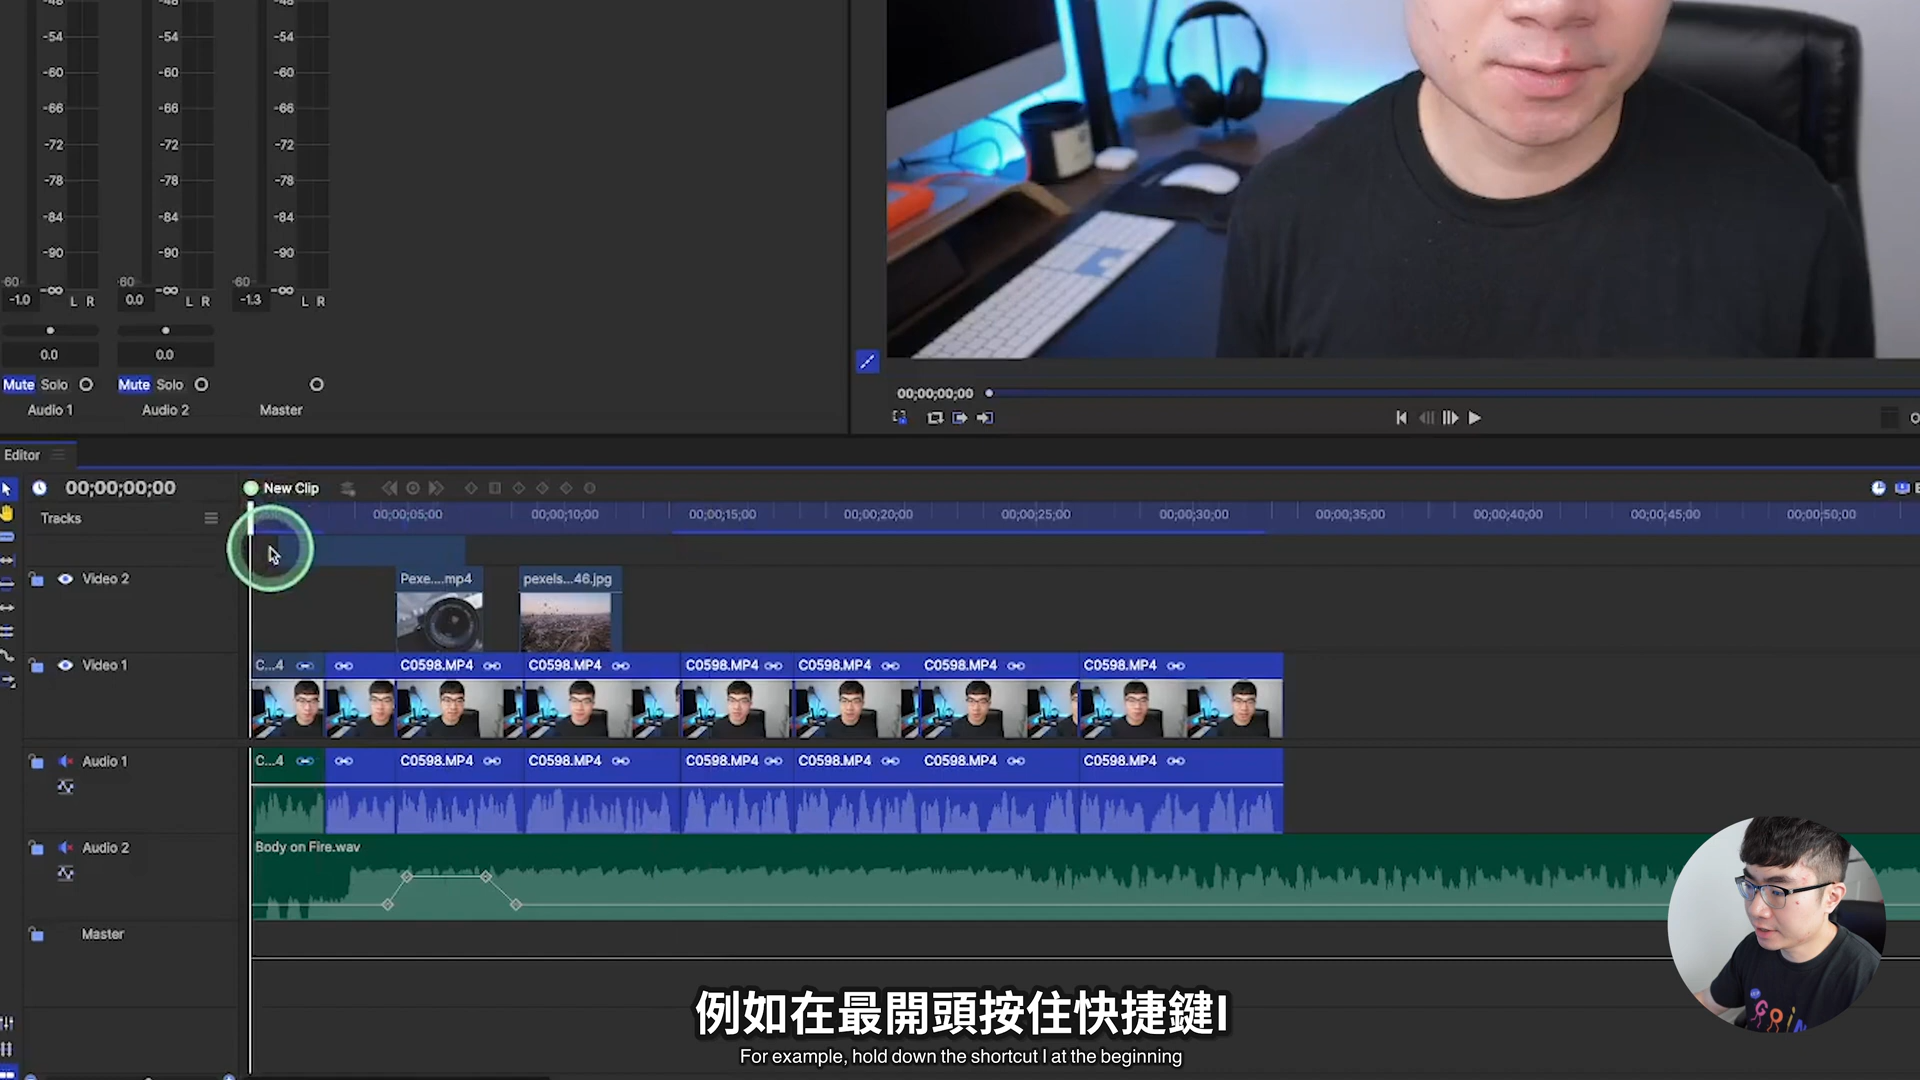 -48 -48 -48
-54 -54 -54
-60 -60 -60
-66 -66 -66
-72 -72 -72
-78 -78 -78
-84 -84 -84
-90 -90 -90
-60 -∞ -60 -∞ -60 -∞
-1.0 L R 0.0 L R -1.3 L R
0.0 0.0
Mute Solo Mute Solo
Audio 1 Audio 2 Master
00;00;00;00
Editor
00;00;00;00 New Clip
Tracks 00;00;05;00 00;00;10;00 00;00;15;00 00;00;20;00 00;00;25;00 00;00;30;00 00;00;35;00 00;00;40;00 00;00;45;00 00;00;50;00
Video 2 Pexe....mp4 pexels...46.jpg
Video 1 C...4 C0598.MP4 C0598.MP4 C0598.MP4 C0598.MP4 C0598.MP4 C0598.MP4
Audio 1 C...4 C0598.MP4 C0598.MP4 C0598.MP4 C0598.MP4 C0598.MP4 C0598.MP4
Audio 2 Body on Fire.wav
Master
例如在最開頭按住快捷鍵I
For example, hold down the shortcut I at the beginning